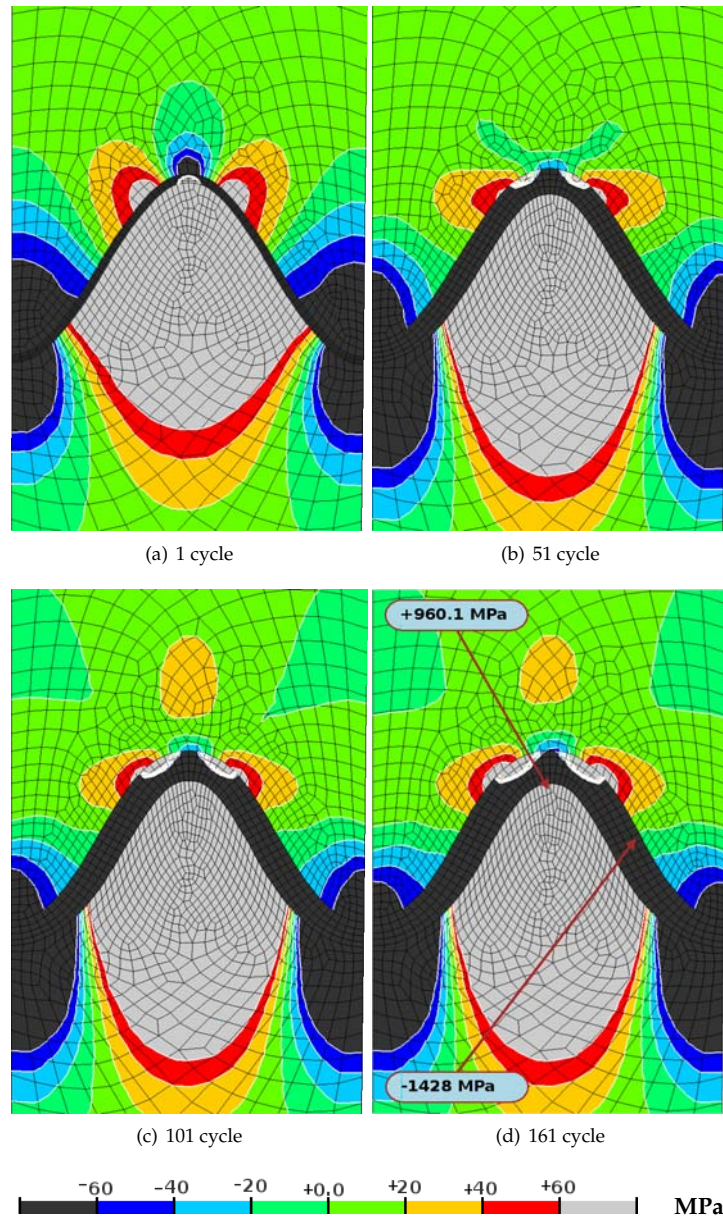 (a) 1 cycle
(b) 51 cycle
+960.1 MPa
-1428 MPa
(c) 101 cycle
(d) 161 cycle
-60 -40 -20 +0.0 +20 +40 +60 MPa